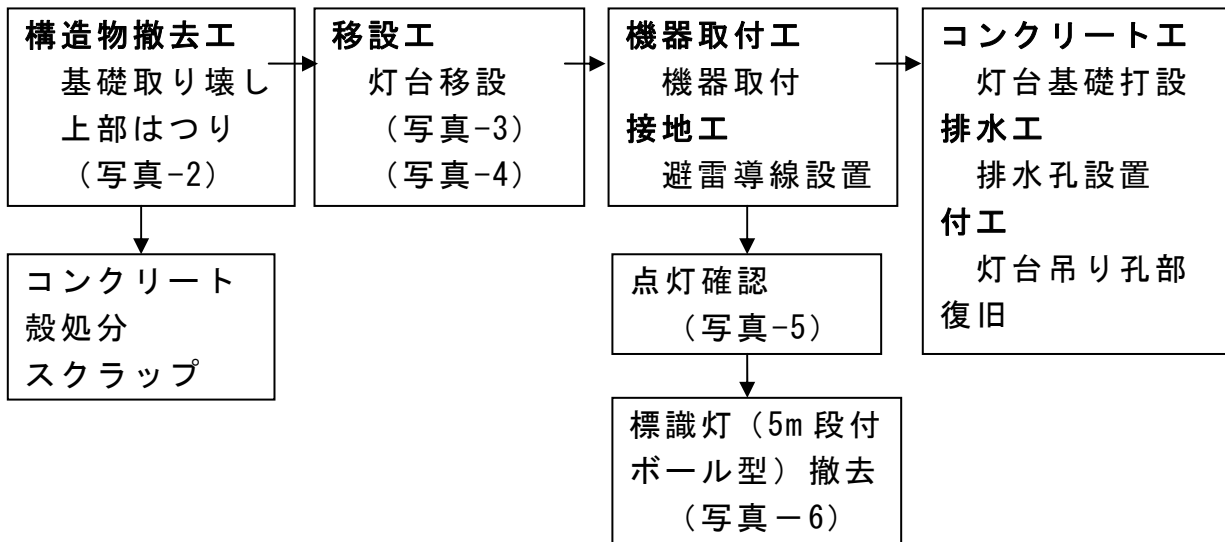 構造物撤去工
基礎取り壊し
上部はつり
（写真-2）
移設工
灯台移設
（写真-3）
（写真-4）
機器取付工
機器取付
接地工
避雷導線設置
コンクリート工
灯台基礎打設
排水工
排水孔設置
付工
灯台吊り孔部
復旧
コンクリート
殻処分
スクラップ
点灯確認
（写真-5）
標識灯（5m 段付
ボール型）撤去
（写真－6）